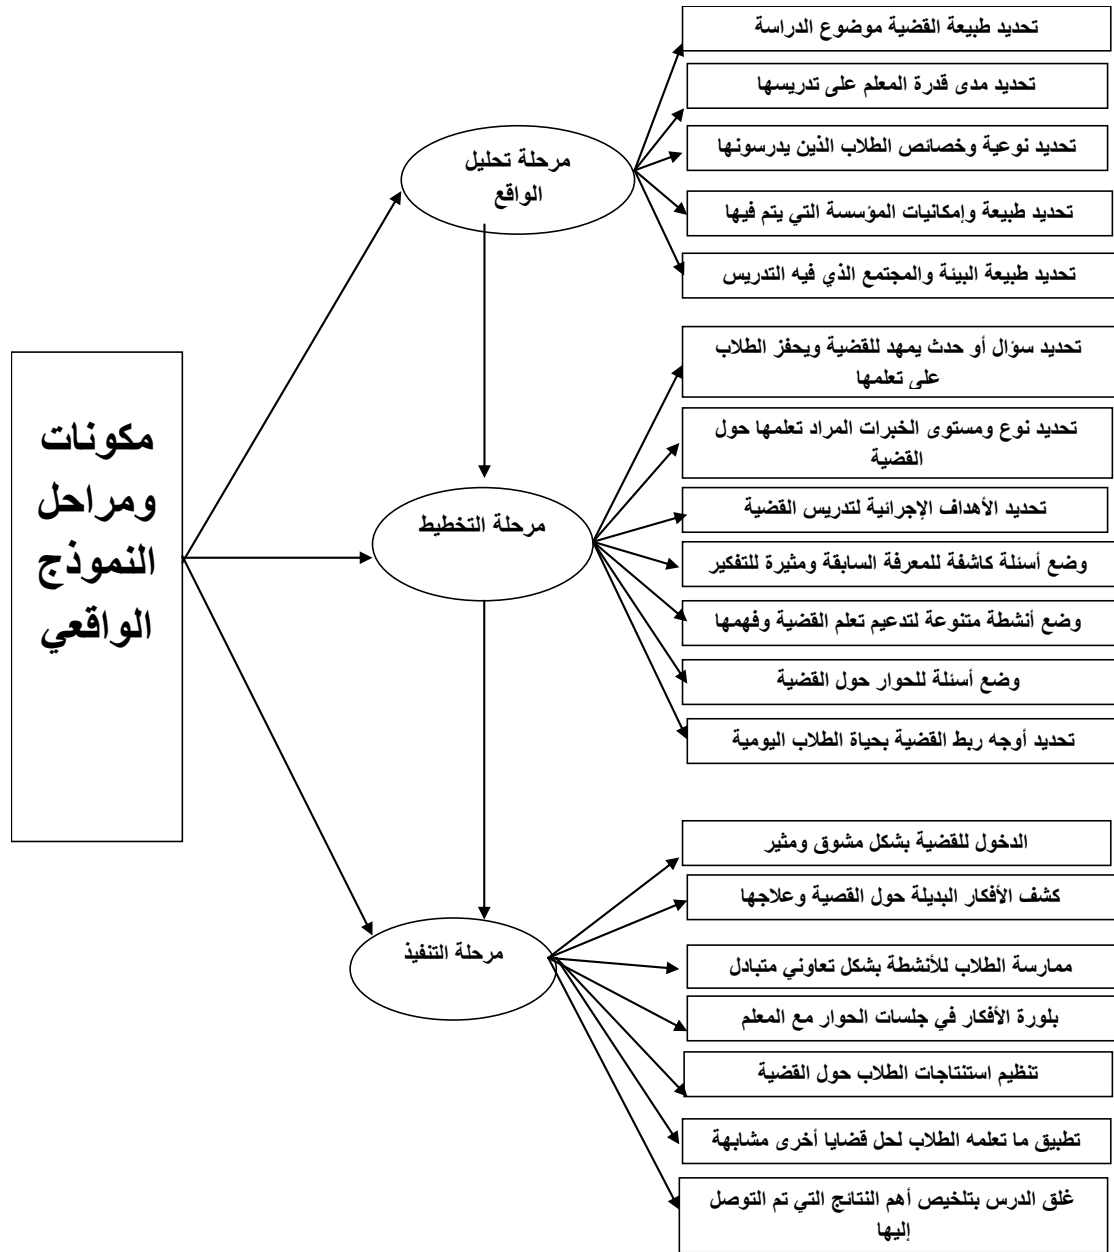 مكونات
ومراحل
النموذج
الواقعي
مرحلة تحليل
الواقع
تحديد طبيعة القضية موضوع الدراسة
تحديد مدى قدرة المعلم على تدريسها
تحديد نوعية وخصائص الطلاب الذين يدرسونها
تحديد طبيعة وإمكانيات المؤسسة التي يتم فيها
تحديد طبيعة البيئة والمجتمع الذي فيه التدريس
مرحلة التخطيط
تحديد سؤال أو حدث يمهد للقضية ويحفز الطلاب
على تعلمها
تحديد نوع ومستوى الخبرات المراد تعلمها حول
القضية
تحديد الأهداف الإجرائية لتدريس القضية
وضع أسئلة كاشفة للمعرفة السابقة ومثيرة للتفكير
وضع أنشطة متنوعة لتدعيم تعلم القضية وفهمها
وضع أسئلة للحوار حول القضية
تحديد أوجه ربط القضية بحياة الطلاب اليومية
مرحلة التنفيذ
الدخول للقضية بشكل مشوق ومثير
كشف الأفكار البديلة حول القصية وعلاجها
ممارسة الطلاب للأنشطة بشكل تعاوني متبادل
بلورة الأفكار في جلسات الحوار مع المعلم
تنظيم استنتاجات الطلاب حول القضية
تطبيق ما تعلمه الطلاب لحل قضايا أخرى مشابهة
غلق الدرس بتلخيص أهم النتائج التي تم التوصل
إليها